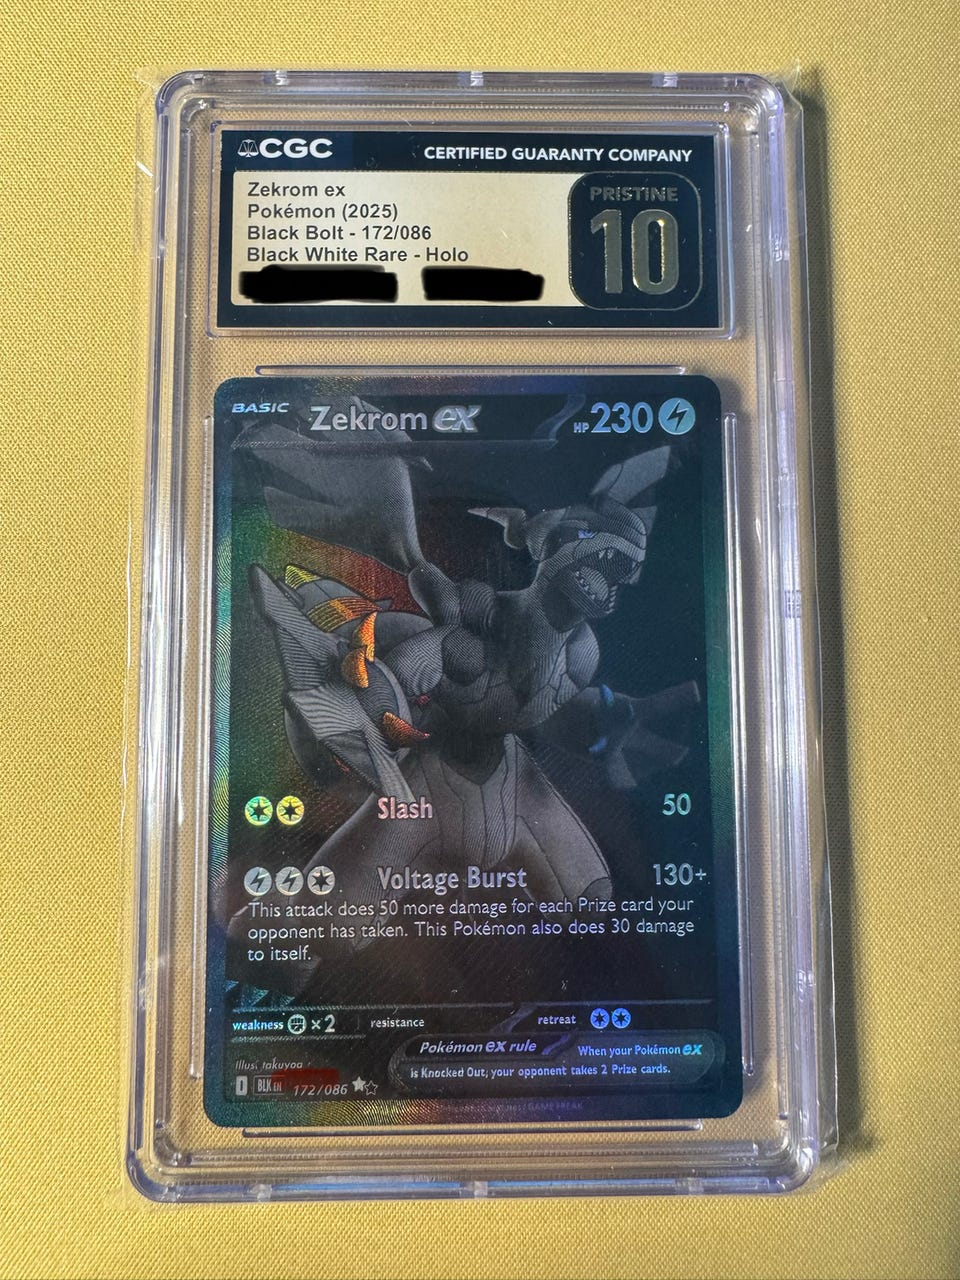 CGC
CERTIFIED GUARANTY COMPANY
Zekrom ex
Pokémon (2025)
Black Bolt - 172/086
Black White Rare - Holo
PRISTINE
10
BASIC
Zekrom ex
HP 230
Slash 50
Voltage Burst 130+
This attack does 50 more damage for each Prize card your
opponent has taken. This Pokémon also does 30 damage
to itself.
weakness ×2 resistance retreat
Pokémon ex rule When your Pokémon ex
is Knocked Out, your opponent takes 2 Prize cards.
Illus. takuyoa
BLK EN 172/086
GAME FREAK